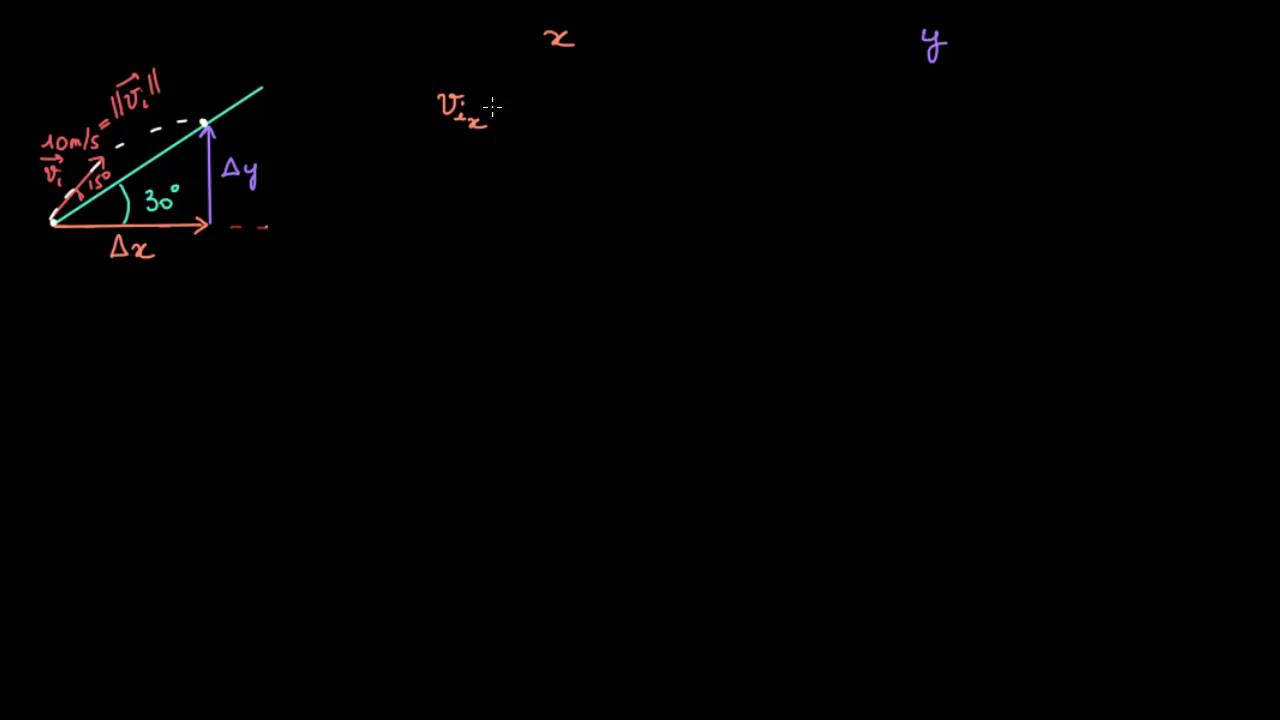 x
y
10m/s = ||v⃗ᵢ||
v⃗ᵢ
15°
30°
Δy
Δx
vᵢₓ